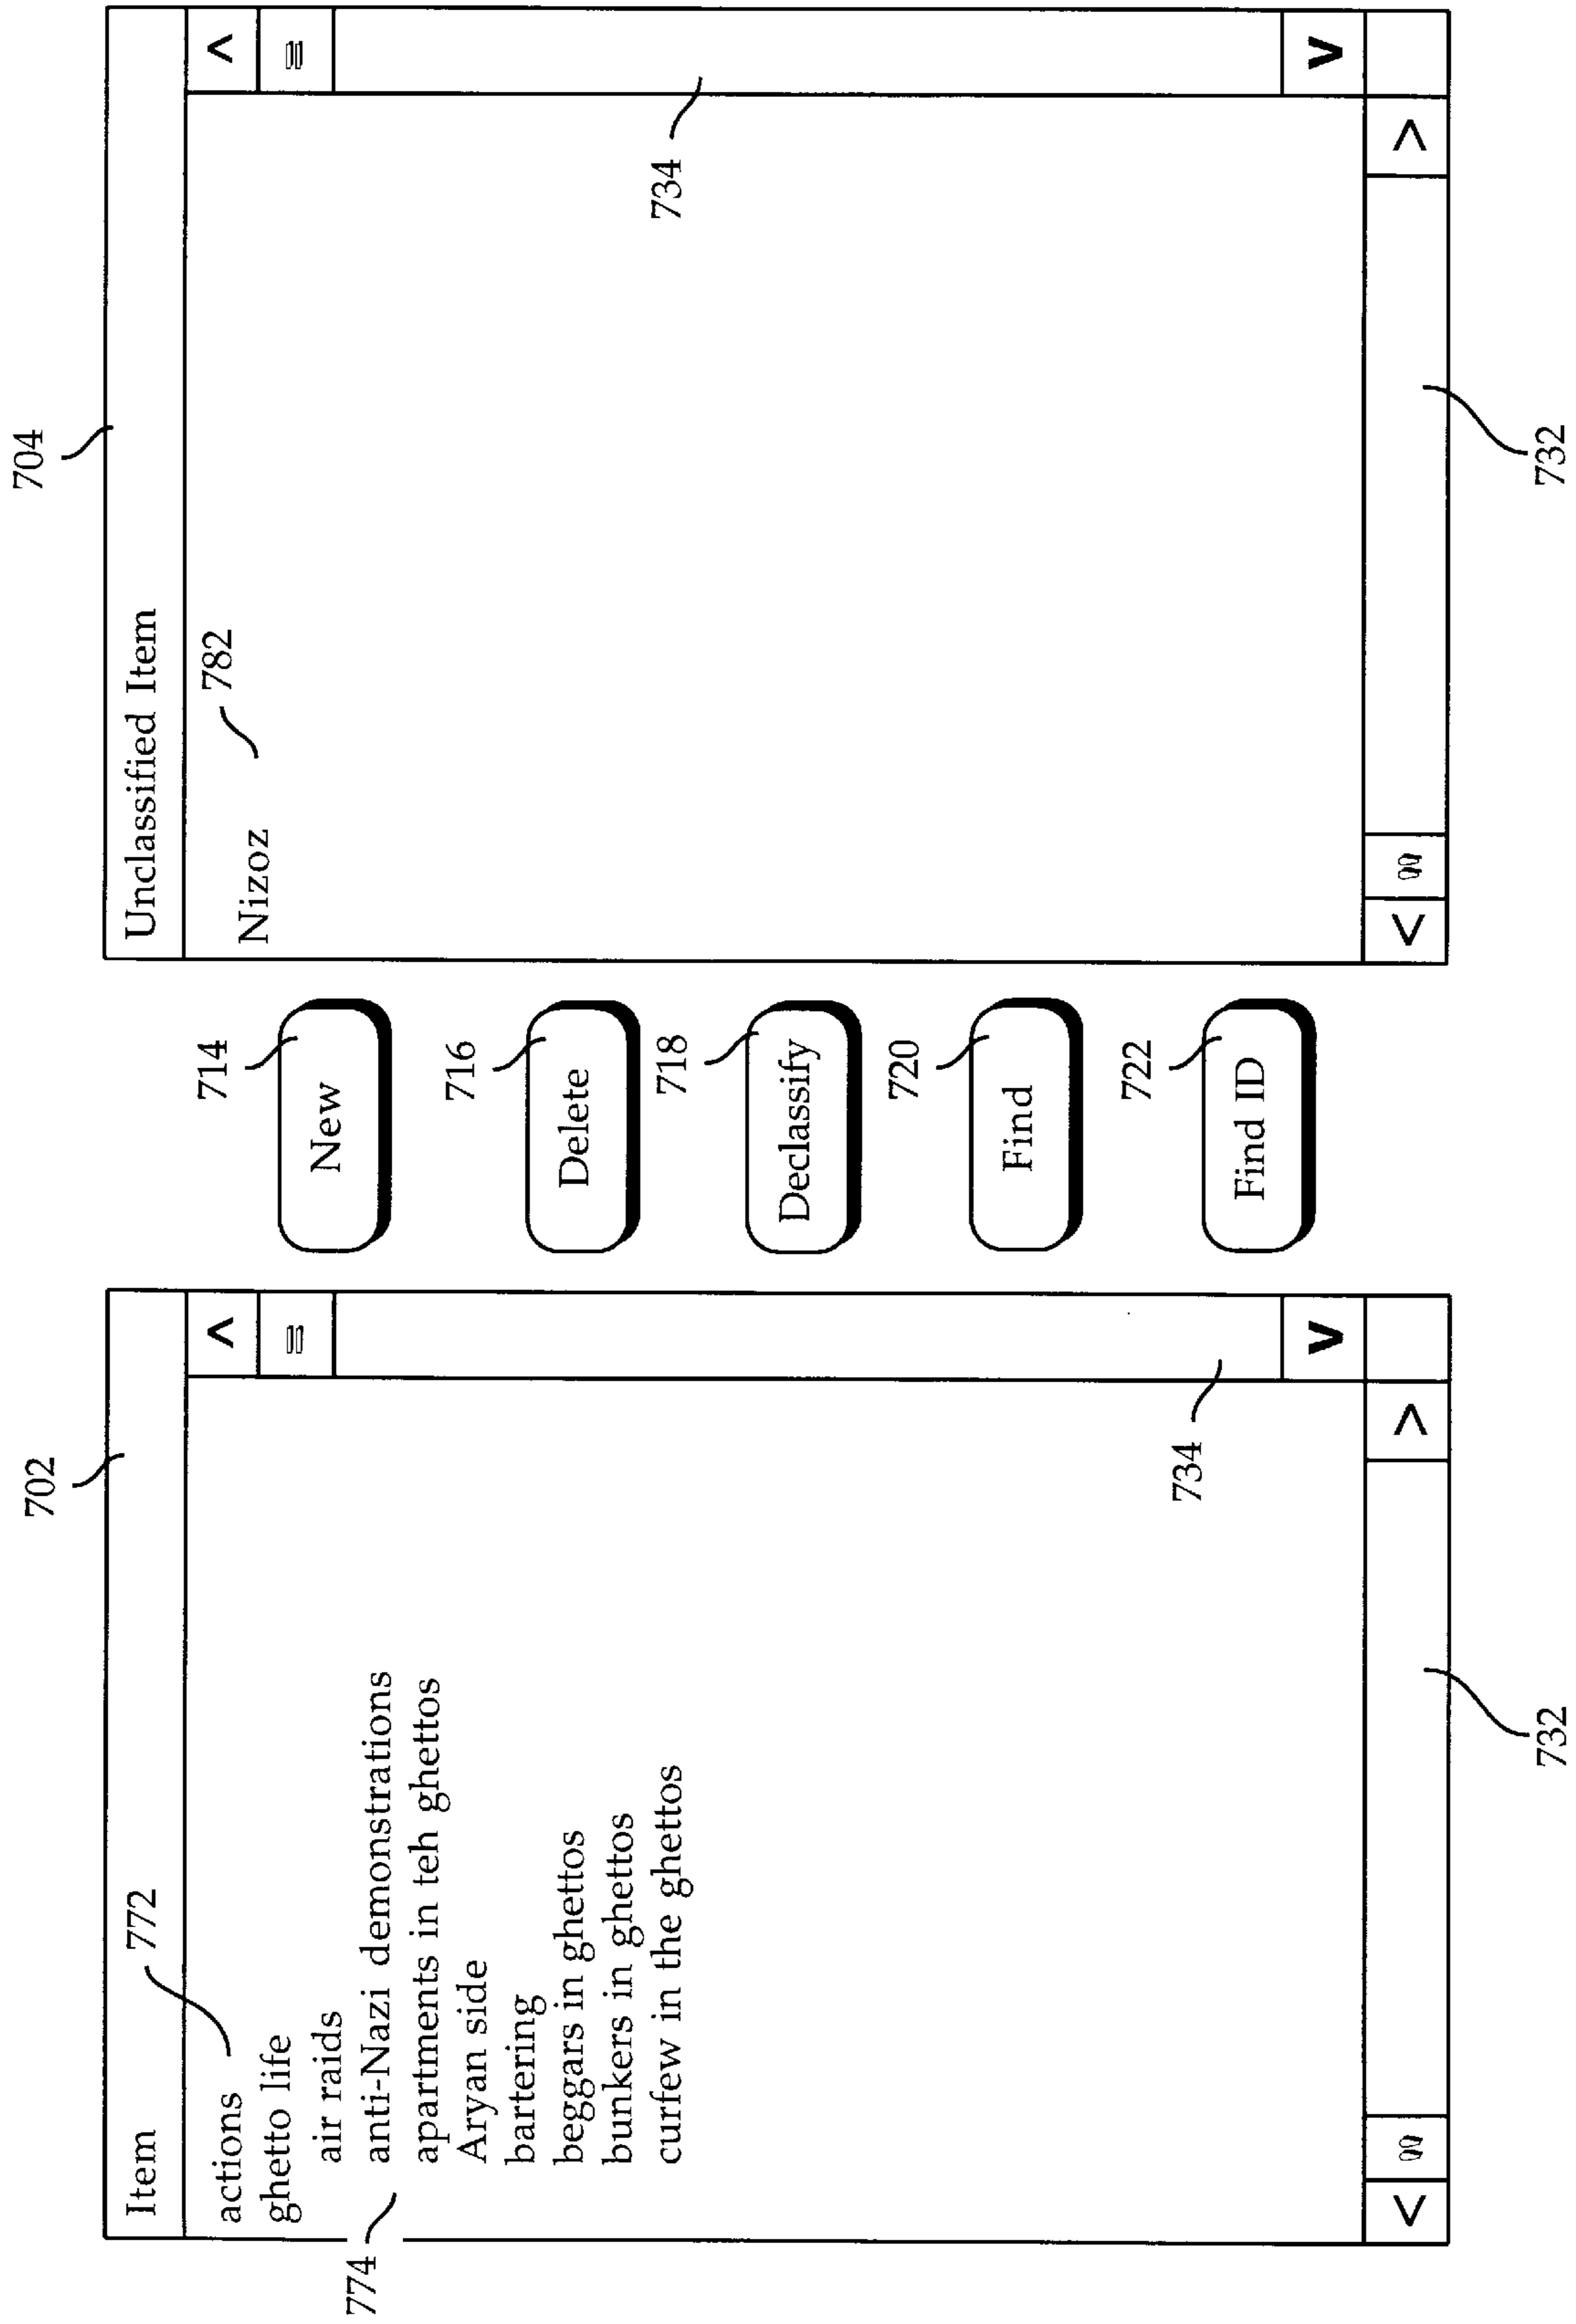 702
Item
772
actions
ghetto life
air raids
774
anti-Nazi demonstrations
apartments in teh ghettos
Aryan side
bartering
beggars in ghettos
bunkers in ghettos
curfew in the ghettos
734
732
714
New
716
Delete
718
Declassify
720
Find
722
Find ID
704
Unclassified Item
782
Nizoz
734
732